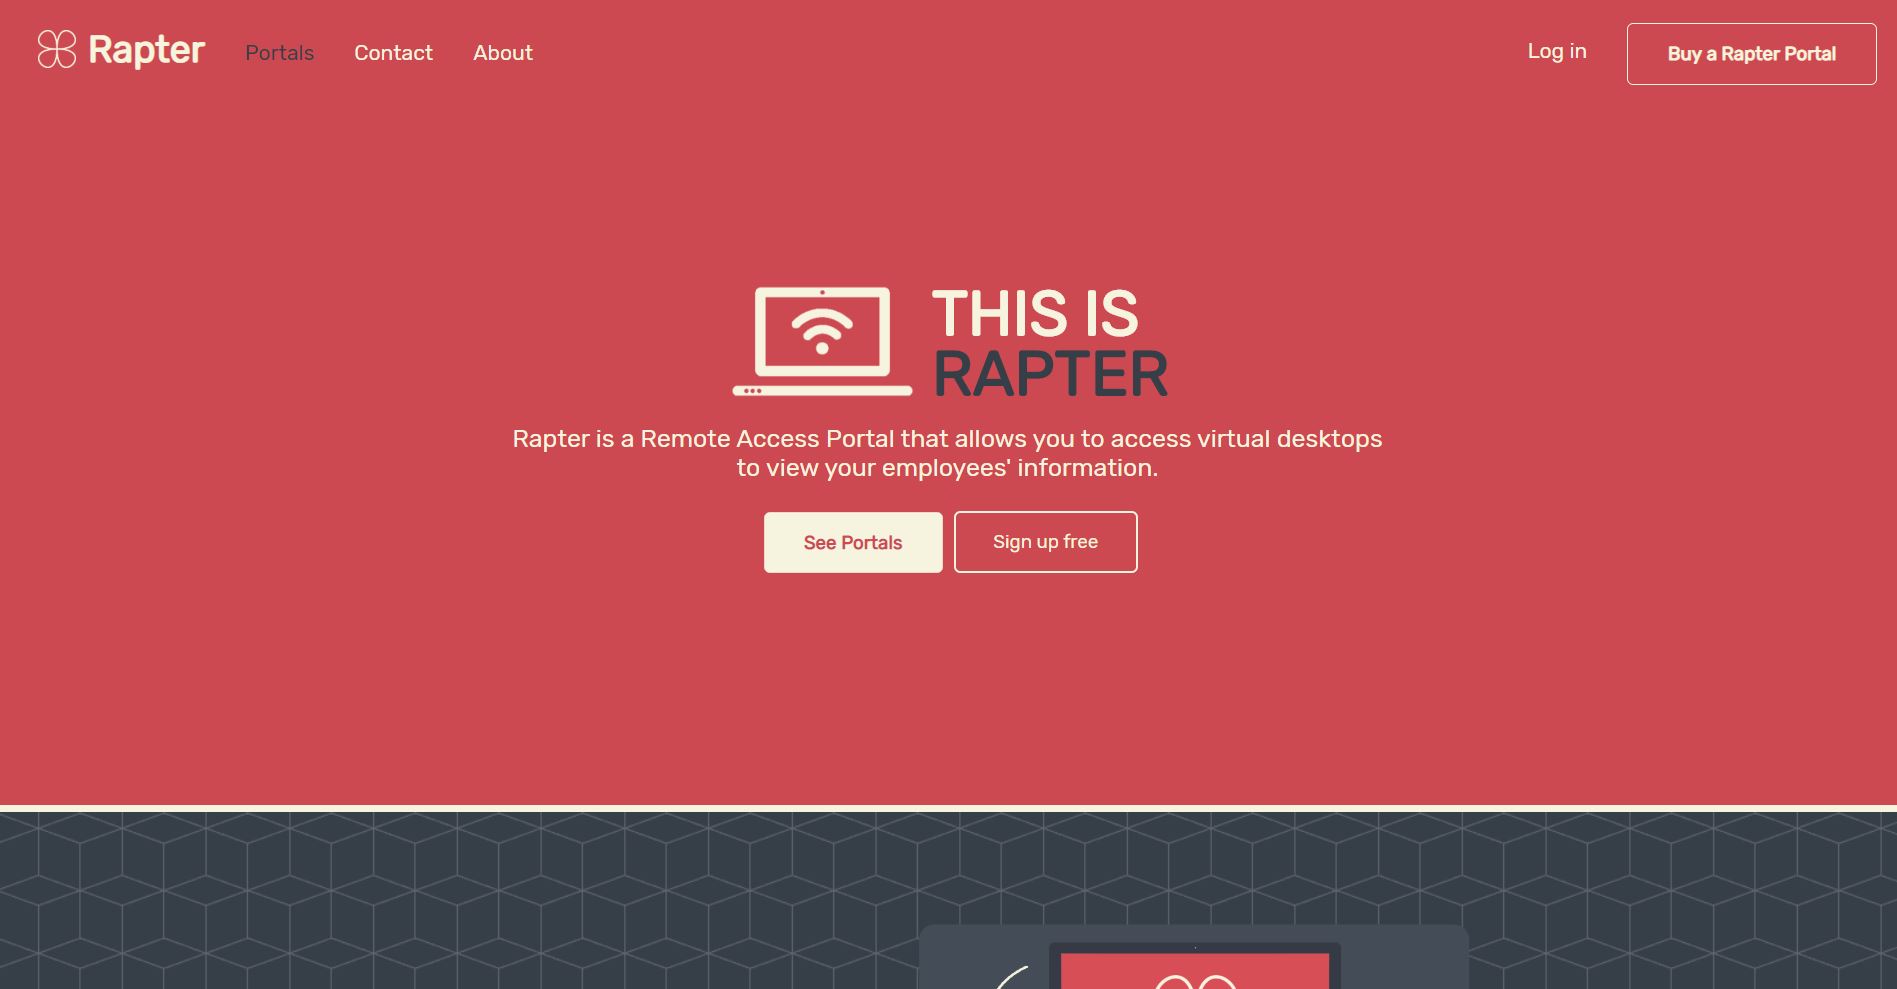 Rapter
Portals
Contact
About
Log in
Buy a Rapter Portal
THIS IS
RAPTER
Rapter is a Remote Access Portal that allows you to access virtual desktops
to view your employees' information.
See Portals
Sign up free